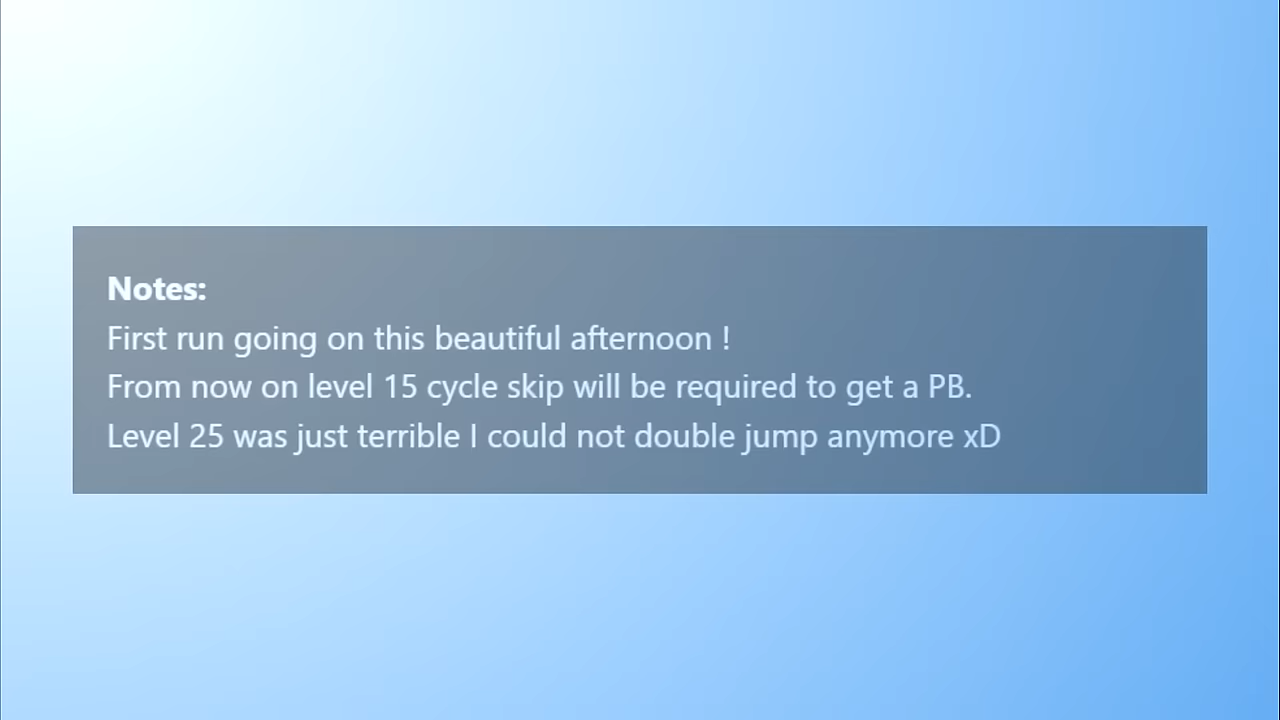 Notes:
First run going on this beautiful afternoon !
From now on level 15 cycle skip will be required to get a PB.
Level 25 was just terrible I could not double jump anymore xD